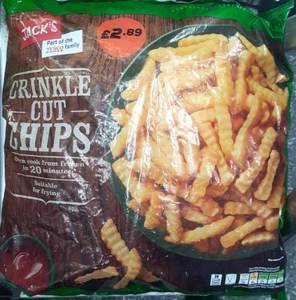 JACK'S
Part of the
TESCO family
£2.89
CRINKLE
CUT
CHIPS
Oven cook from frozen
in 20 minutes
Suitable
for frying